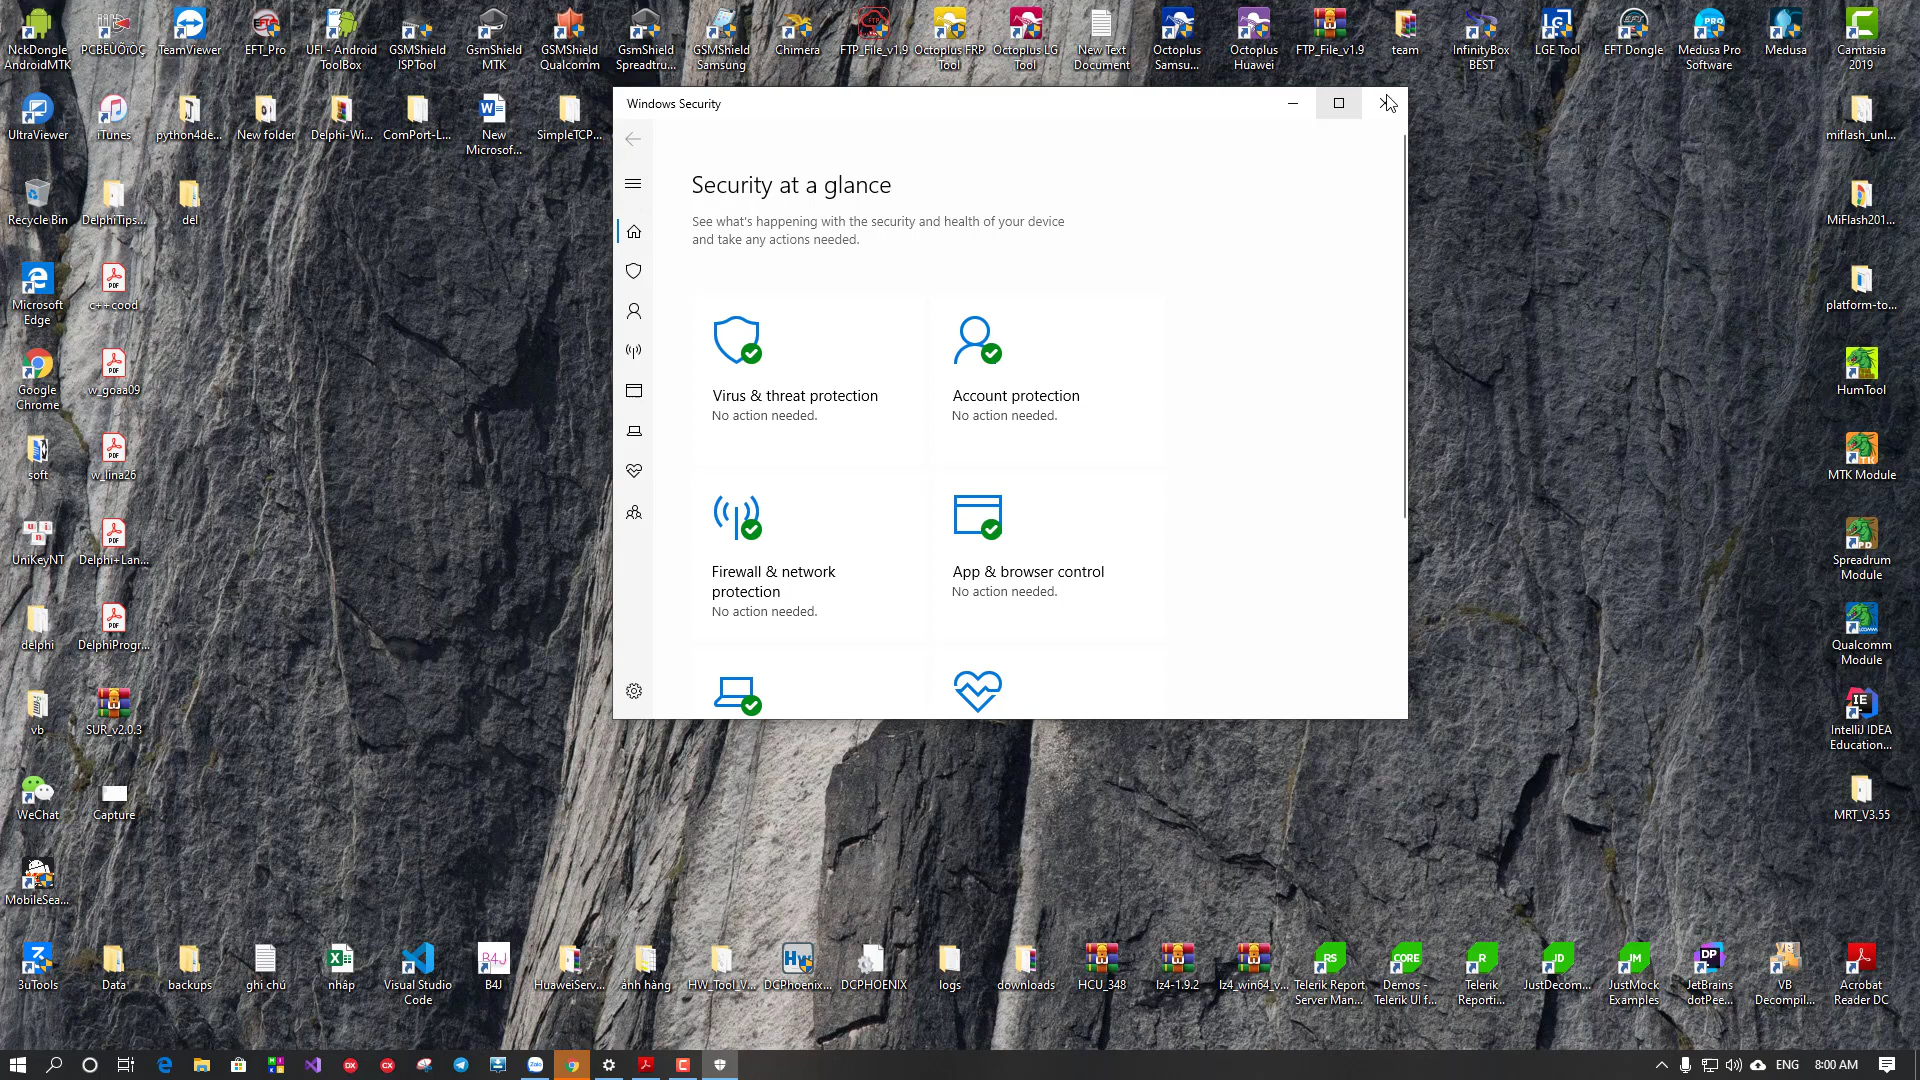 NckDongle
AndroidMTK
PCBEUÕïOÇ
TeamViewer
EFT_Pro
UFI - Android
ToolBox
GSMShield
ISPTool
GsmShield
MTK
GSMShield
Qualcomm
GsmShield
Spreadtru...
GSMShield
Samsung
Chimera
FTP_File_v1.9
Octoplus FRP
Tool
Octoplus LG
Tool
New Text
Document
Octoplus
Samsu...
Octoplus
Huawei
FTP_File_v1.9
team
InfinityBox
BEST
LGE Tool
EFT Dongle
Medusa Pro
Software
Medusa
Camtasia
2019
UltraViewer
iTunes
python4de...
New folder
Delphi-Wi...
ComPort-L...
New
Microsof...
SimpleTCP...
miflash_unl...
Recycle Bin
DelphiTips...
del
MiFlash201...
Microsoft
Edge
c++cood
platform-to...
Google
Chrome
w_goaa09
HumTool
soft
w_lina26
MTK Module
UniKeyNT
Delphi+Lan...
Spreadrum
Module
delphi
DelphiProgr...
Qualcomm
Module
vb
SUR_v2.0.3
IntelliJ IDEA
Education...
WeChat
Capture
MRT_V3.55
MobileSea...
Windows Security
Security at a glance
See what's happening with the security and health of your device
and take any actions needed.
Virus & threat protection
No action needed.
Account protection
No action needed.
Firewall & network
protection
No action needed.
App & browser control
No action needed.
3uTools
Data
backups
ghi chú
nhâp
Visual Studio
Code
B4J
HuaweiServ...
ảnh hàng
HW_Tool_V...
DCPhoenix...
DCPHOENIX
logs
downloads
HCU_348
lz4-1.9.2
lz4_win64_v...
Telerik Report
Server Man...
Demos -
Telerik UI f...
Telerik
Reporti...
JustDecom...
JustMock
Examples
JetBrains
dotPee...
VB
Decompil...
Acrobat
Reader DC
ENG
8:00 AM